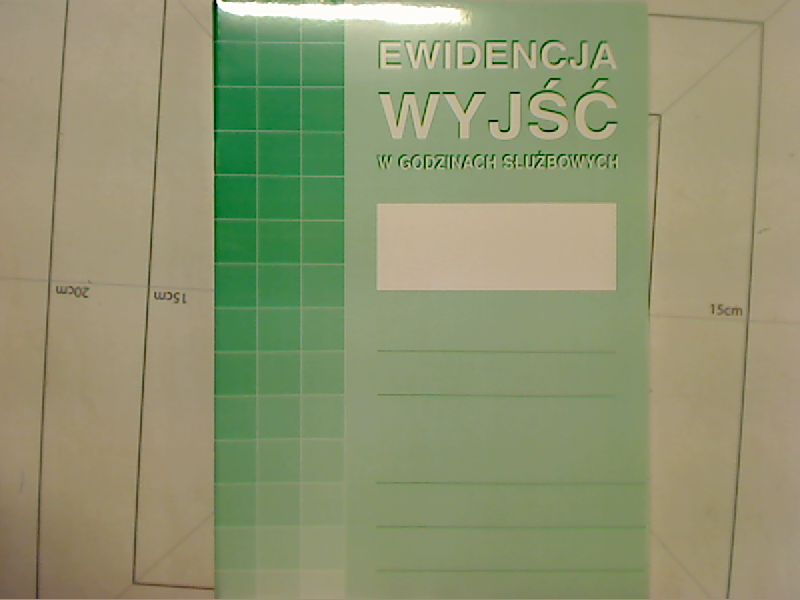 EWIDENCJA
WYJŚĆ
W GODZINACH SŁUŻBOWYCH
20cm
15cm
15cm